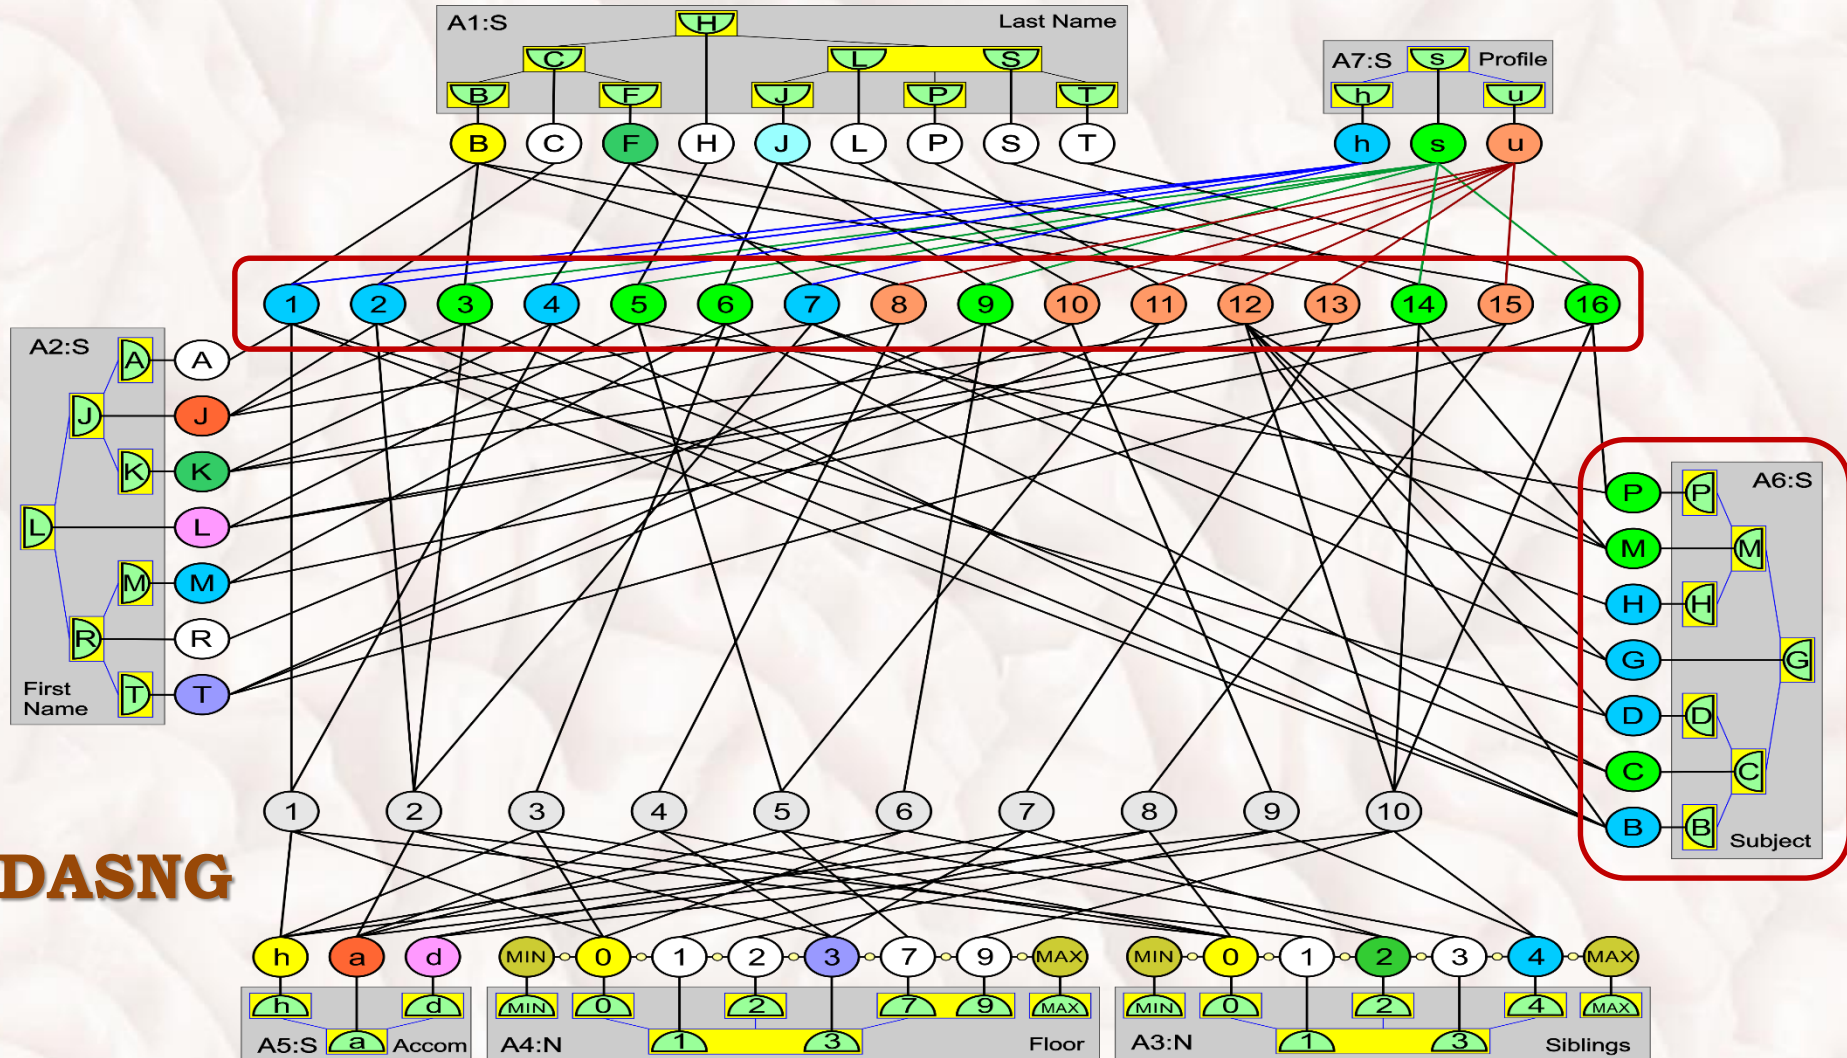 A1:S H Last Name
C L S
B F J P T
A7:S s Profile
h u
B C F H J L P S T
h s u
1 2 3 4 5 6 7 8 9 10 11 12 13 14 15 16
A2:S
A A
J J
K K
L L
M M
R R
T T
First
Name
A6:S
P P
M M
H H
G G
D D
C C
B B
Subject
1 2 3 4 5 6 7 8 9 10
DASNG
h a d
MIN 0 1 2 3 7 9 MAX
MIN 0 1 2 3 4 MAX
h d
A5:S a Accom
MIN 0 2 7 9 MAX
A4:N 1 3 Floor
MIN 0 2 4 MAX
A3:N 1 3 Siblings